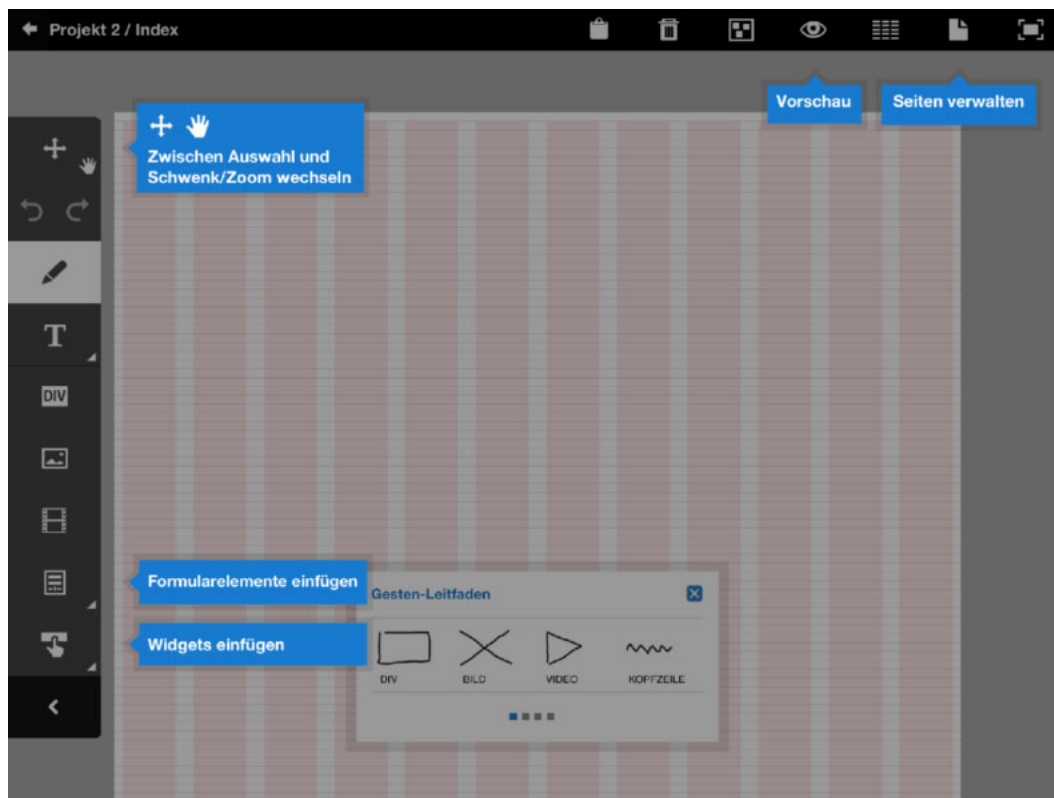 Projekt 2 / Index
Vorschau
Seiten verwalten
Zwischen Auswahl und
Schwenk/Zoom wechseln
T
DIV
Formularelemente einfügen
Gesten-Leitfaden
Widgets einfügen
DIV BILD VIDEO KOPFZEILE